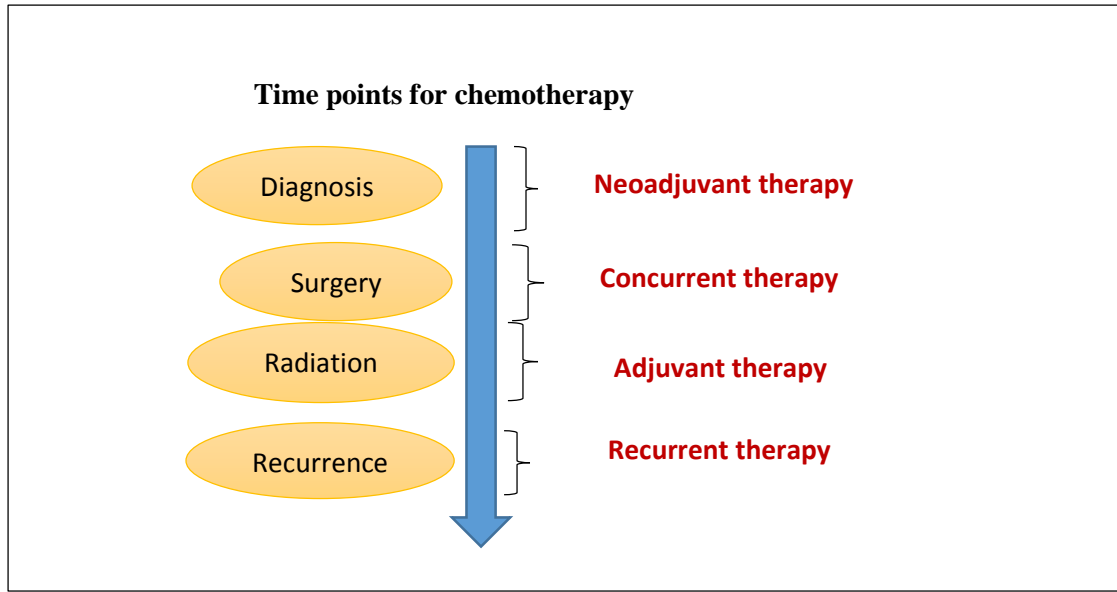 Time points for chemotherapy
Diagnosis
Neoadjuvant therapy
Surgery
Concurrent therapy
Radiation
Adjuvant therapy
Recurrence
Recurrent therapy